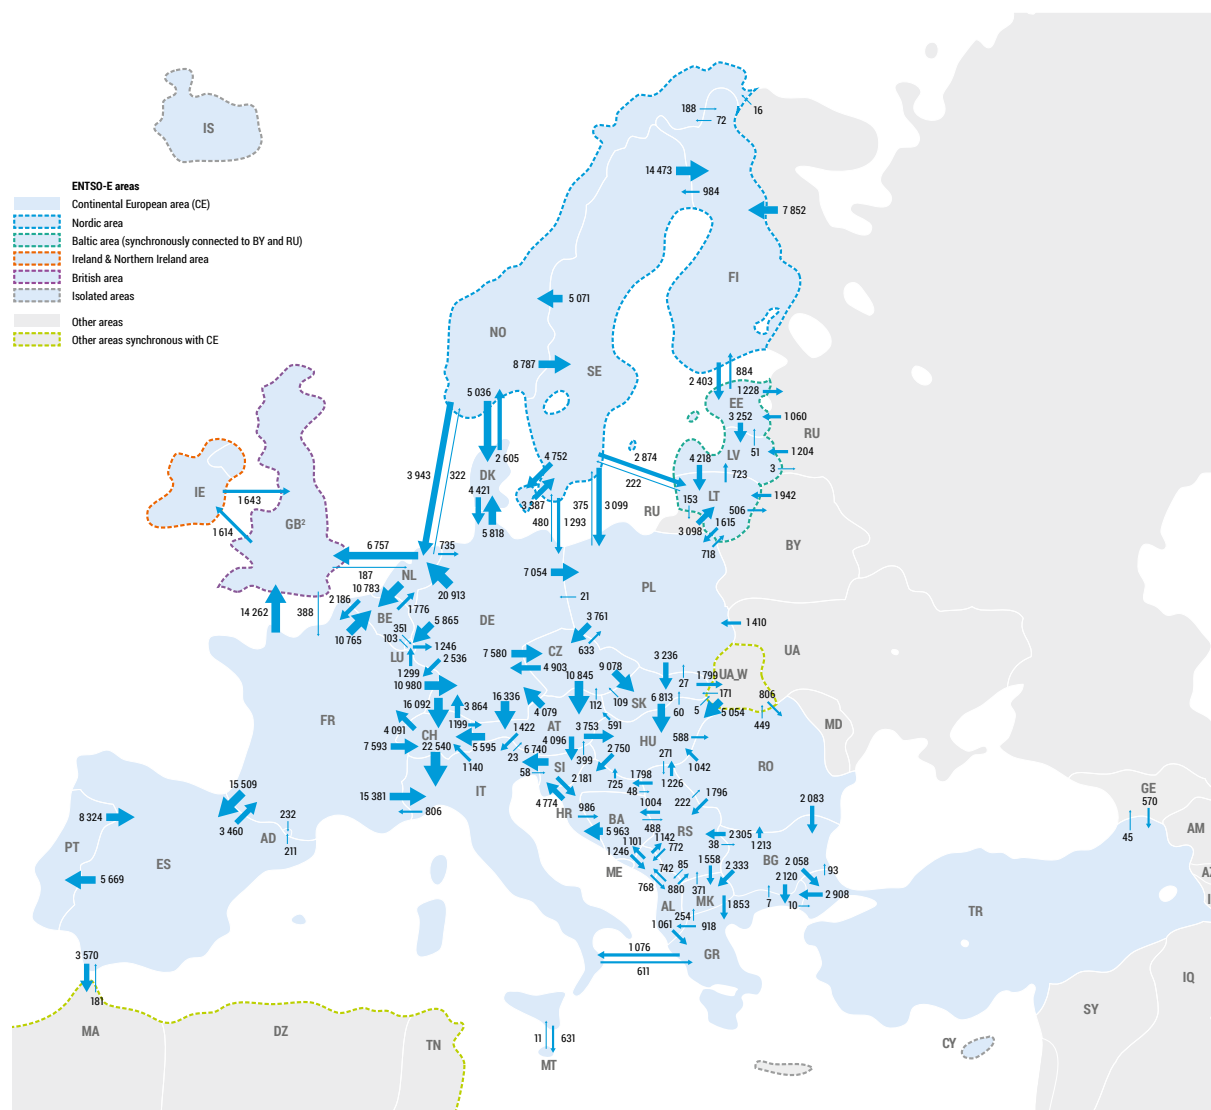 IS
ENTSO-E areas
Continental European area (CE)
Nordic area
Baltic area (synchronously connected to BY and RU)
Ireland & Northern Ireland area
British area
Isolated areas
Other areas
Other areas synchronous with CE
188
72
16
14 473
984
7 852
FI
5 071
NO
8 787
SE
5 036
2 403
884
1 228
EE
3 252
1 060
RU
2 605
4 752
2 874
4 218
LV
51
1 204
3 943
322
DK
222
723
3
IE
1 643
4 421
3 387
375
3 099
153
LT
1 942
GB²
480
1 293
RU
506
1 614
5 818
3 098
1 615
718
BY
6 757
735
187
NL
10 783
7 054
PL
20 913
21
14 262
388
2 186
BE
1 776
10 765
351
5 865
DE
3 761
1 410
103
1 246
633
UA
LU
2 536
7 580
CZ
3 236
1 299
4 903
9 078
27
1799
UA_W
10 980
10 845
SK
171
806
16 092
3 864
16 336
112
109
6 813
60
5
5 054
FR
4 079
449
MD
4 091
1199
1 422
AT
3 753
591
CH
588
HU
7 593
22 540
5 595
4 096
23
6 740
399
2 750
271
1 042
RO
1140
58
SI
2 181
725
1798
1 226
15 509
15 381
IT
48
222
1 796
GE
4 774
HR
986
1004
2 083
570
8 324
3 460
806
232
BA
488
RS
PT
AD
5 963
1 101
1142
2 305
AM
ES
211
1 246
772
38
1 213
45
ME
742
85
1 558
2 333
BG
2 058
93
5 669
768
880
371
MK
2 120
AL
254
1 853
7
10
2 908
TR
1 061
918
1 076
GR
3 570
611
IQ
181
SY
MA
DZ
TN
11
631
CY
MT